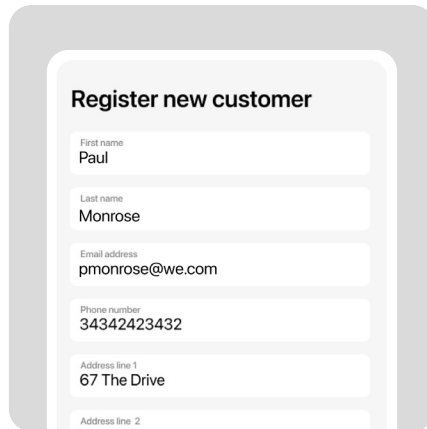 Register new customer
First name
Paul
Last name
Monrose
Email address
pmonrose@we.com
Phone number
34342423432
Address line 1
67 The Drive
Address line 2